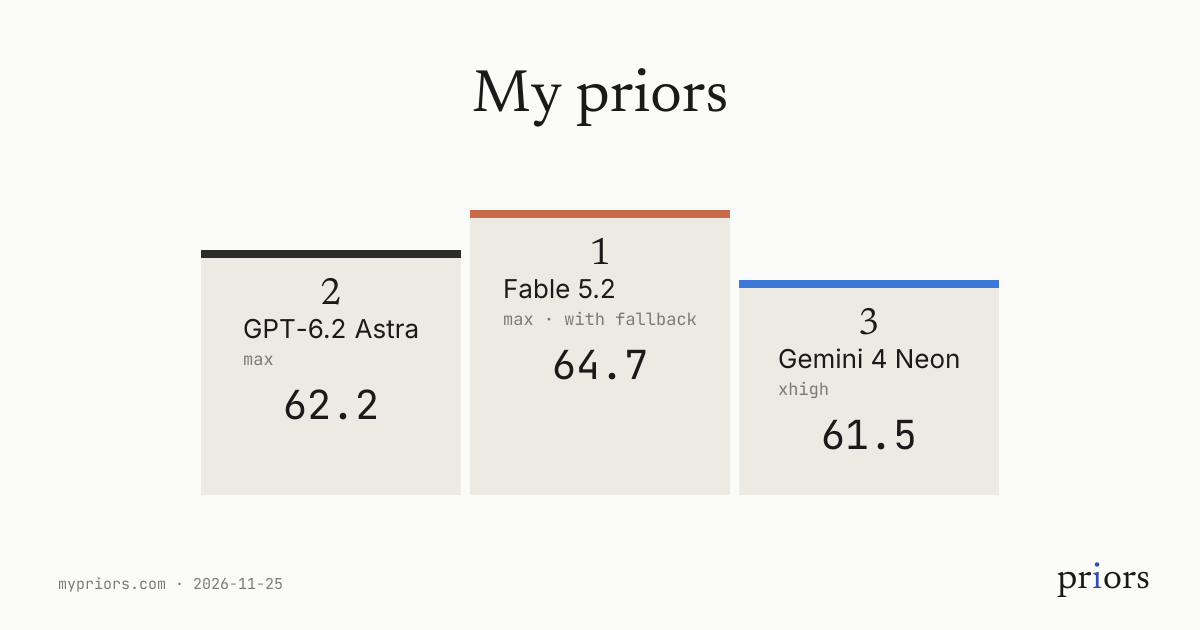 My priors
2
GPT-6.2 Astra
max
62.2
1
Fable 5.2
max · with fallback
64.7
3
Gemini 4 Neon
xhigh
61.5
mypriors.com · 2026-11-25
priors